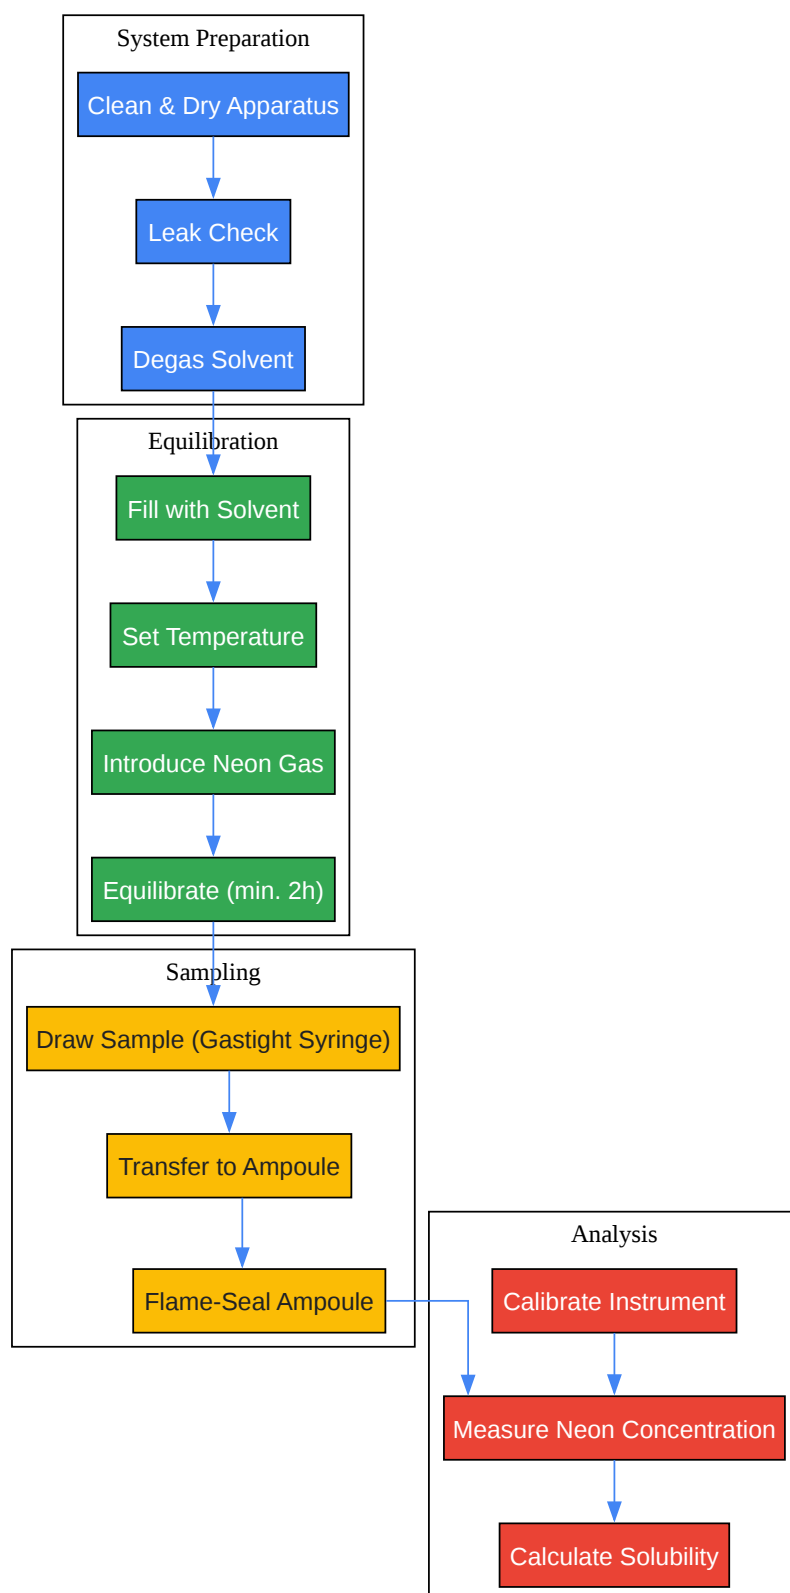 System Preparation
Clean & Dry Apparatus
Leak Check
Degas Solvent
Equilibration
Fill with Solvent
Set Temperature
Introduce Neon Gas
Equilibrate (min. 2h)
Sampling
Draw Sample (Gastight Syringe)
Transfer to Ampoule
Flame-Seal Ampoule
Analysis
Calibrate Instrument
Measure Neon Concentration
Calculate Solubility